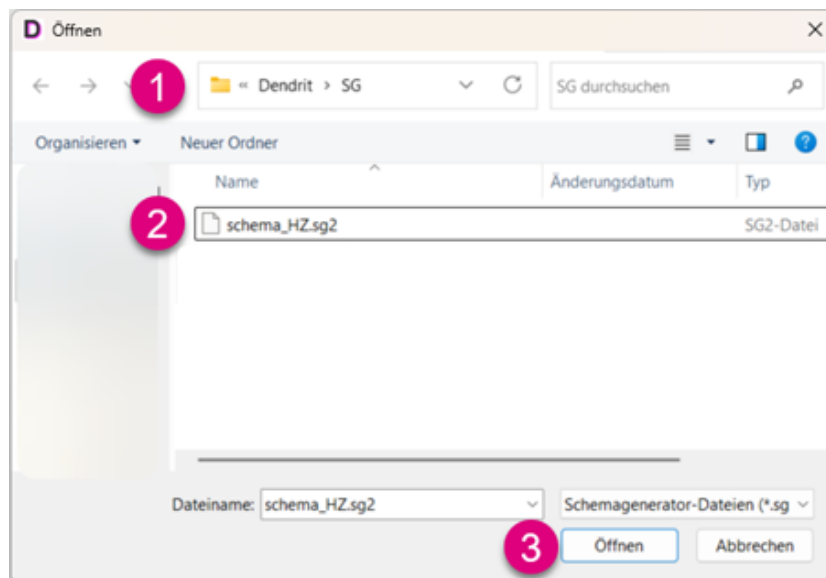 D Öffnen
1 « Dendrit › SG SG durchsuchen
Organisieren Neuer Ordner ?
Name Änderungsdatum Typ
2 schema_HZ.sg2 SG2-Datei
Dateiname: schema_HZ.sg2 Schemagenerator-Dateien (*.sg
3 Öffnen Abbrechen